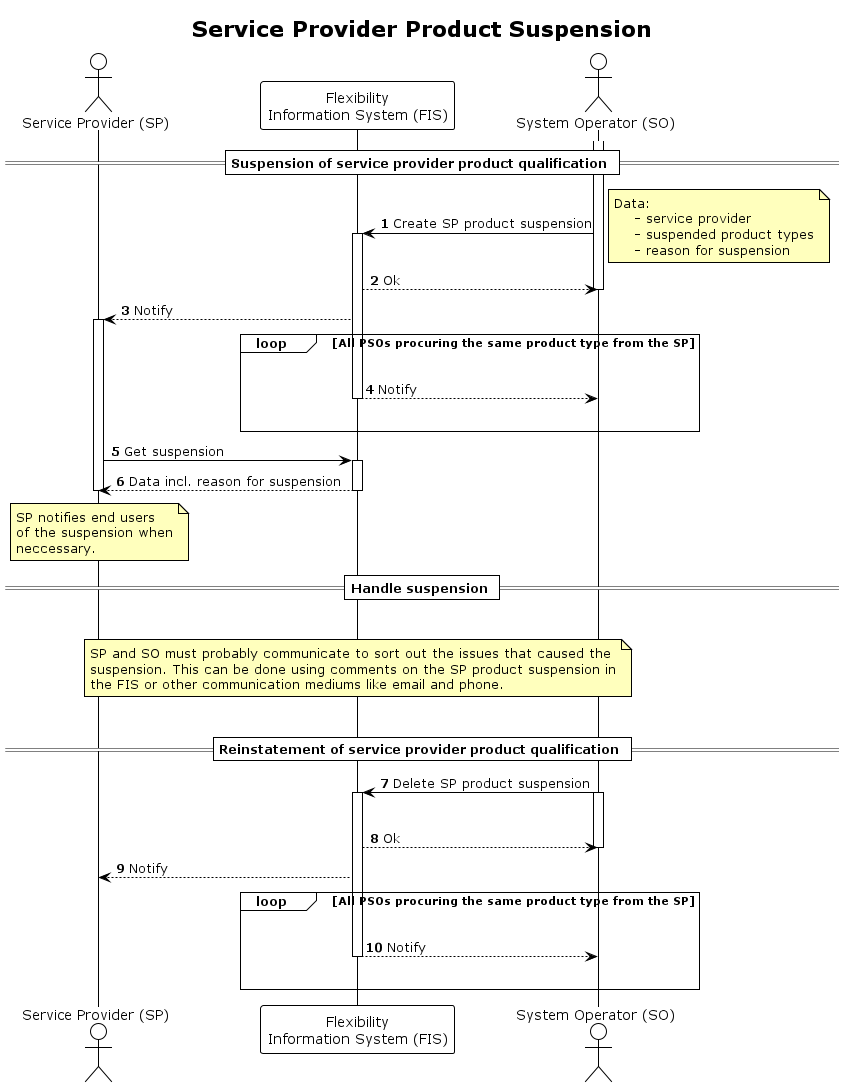 Service Provider Product Suspension
Service Provider (SP)
Flexibility
Information System (FIS)
System Operator (SO)
Suspension of service provider product qualification
Data:
- service provider
- suspended product types
- reason for suspension
1 Create SP product suspension
2 Ok
3 Notify
loop [All PSOs procuring the same product type from the SP]
4 Notify
5 Get suspension
6 Data incl. reason for suspension
SP notifies end users
of the suspension when
neccessary.
Handle suspension
SP and SO must probably communicate to sort out the issues that caused the
suspension. This can be done using comments on the SP product suspension in
the FIS or other communication mediums like email and phone.
Reinstatement of service provider product qualification
7 Delete SP product suspension
8 Ok
9 Notify
loop [All PSOs procuring the same product type from the SP]
10 Notify
Service Provider (SP)
Flexibility
Information System (FIS)
System Operator (SO)